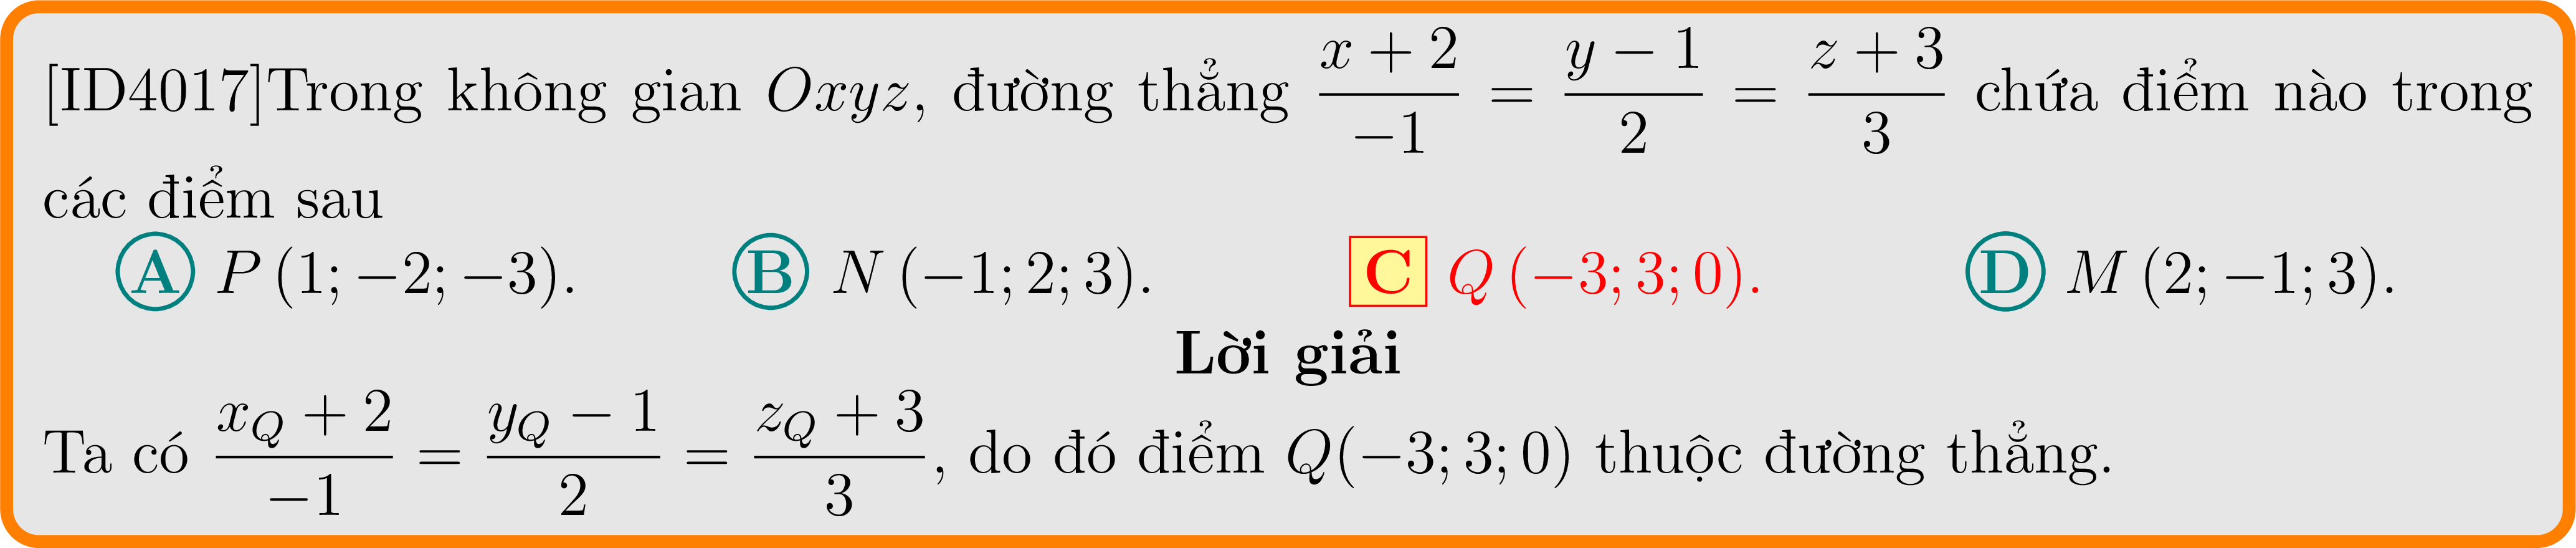 [ID4017]Trong không gian Oxyz, đường thẳng \frac{x+2}{-1} = \frac{y-1}{2} = \frac{z+3}{3} chứa điểm nào trong
các điểm sau
A P(1;−2;−3). B N(−1;2;3). C Q(−3;3;0). D M(2;−1;3).
Lời giải
Ta có \frac{x_Q+2}{-1} = \frac{y_Q-1}{2} = \frac{z_Q+3}{3}, do đó điểm Q(−3;3;0) thuộc đường thẳng.